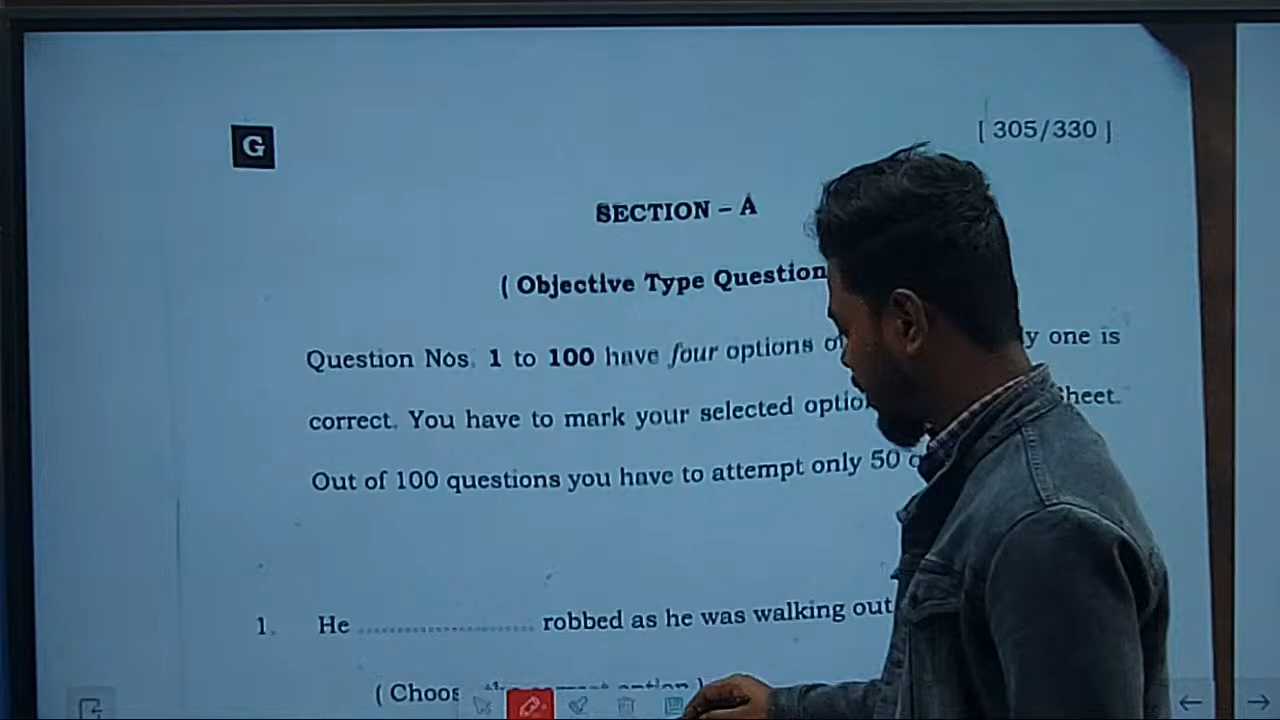 G
[ 305/330 ]
SECTION – A
( Objective Type Question
Question Nos. 1 to 100 have four options y one is
correct. You have to mark your selected optio heet.
Out of 100 questions you have to attempt only 50
1. He .................... robbed as he was walking out
( Choos option )